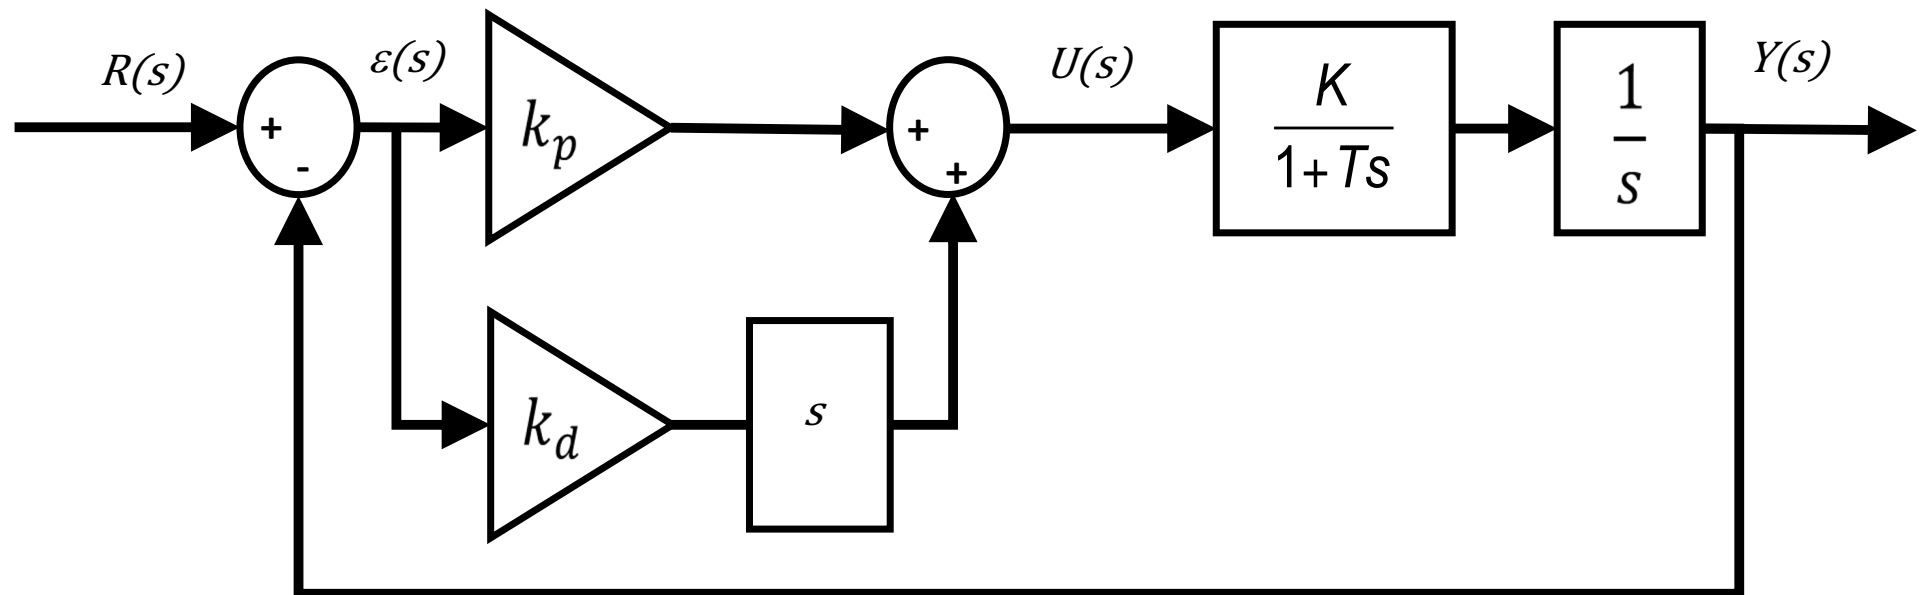 R(s)
+
-
ε(s)
k_p
+
+
U(s)
K
1+Ts
1
s
Y(s)
k_d
s